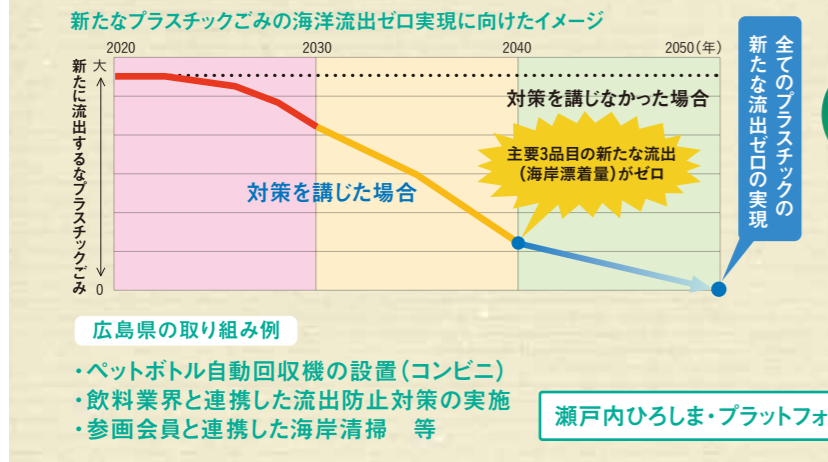 新たなプラスチックごみの海洋流出ゼロ実現に向けたイメージ
2020
2030
2040
2050(年)
大
新たに流出するなプラスチックごみ
0
対策を講じなかった場合
主要3品目の新たな流出
(海岸漂着量)がゼロ
対策を講じた場合
全てのプラスチックの
新たな流出ゼロの実現
広島県の取り組み例
・ペットボトル自動回収機の設置(コンビニ)
・飲料業界と連携した流出防止対策の実施
・参画会員と連携した海岸清掃 等
瀬戸内ひろしま・プラットフォ